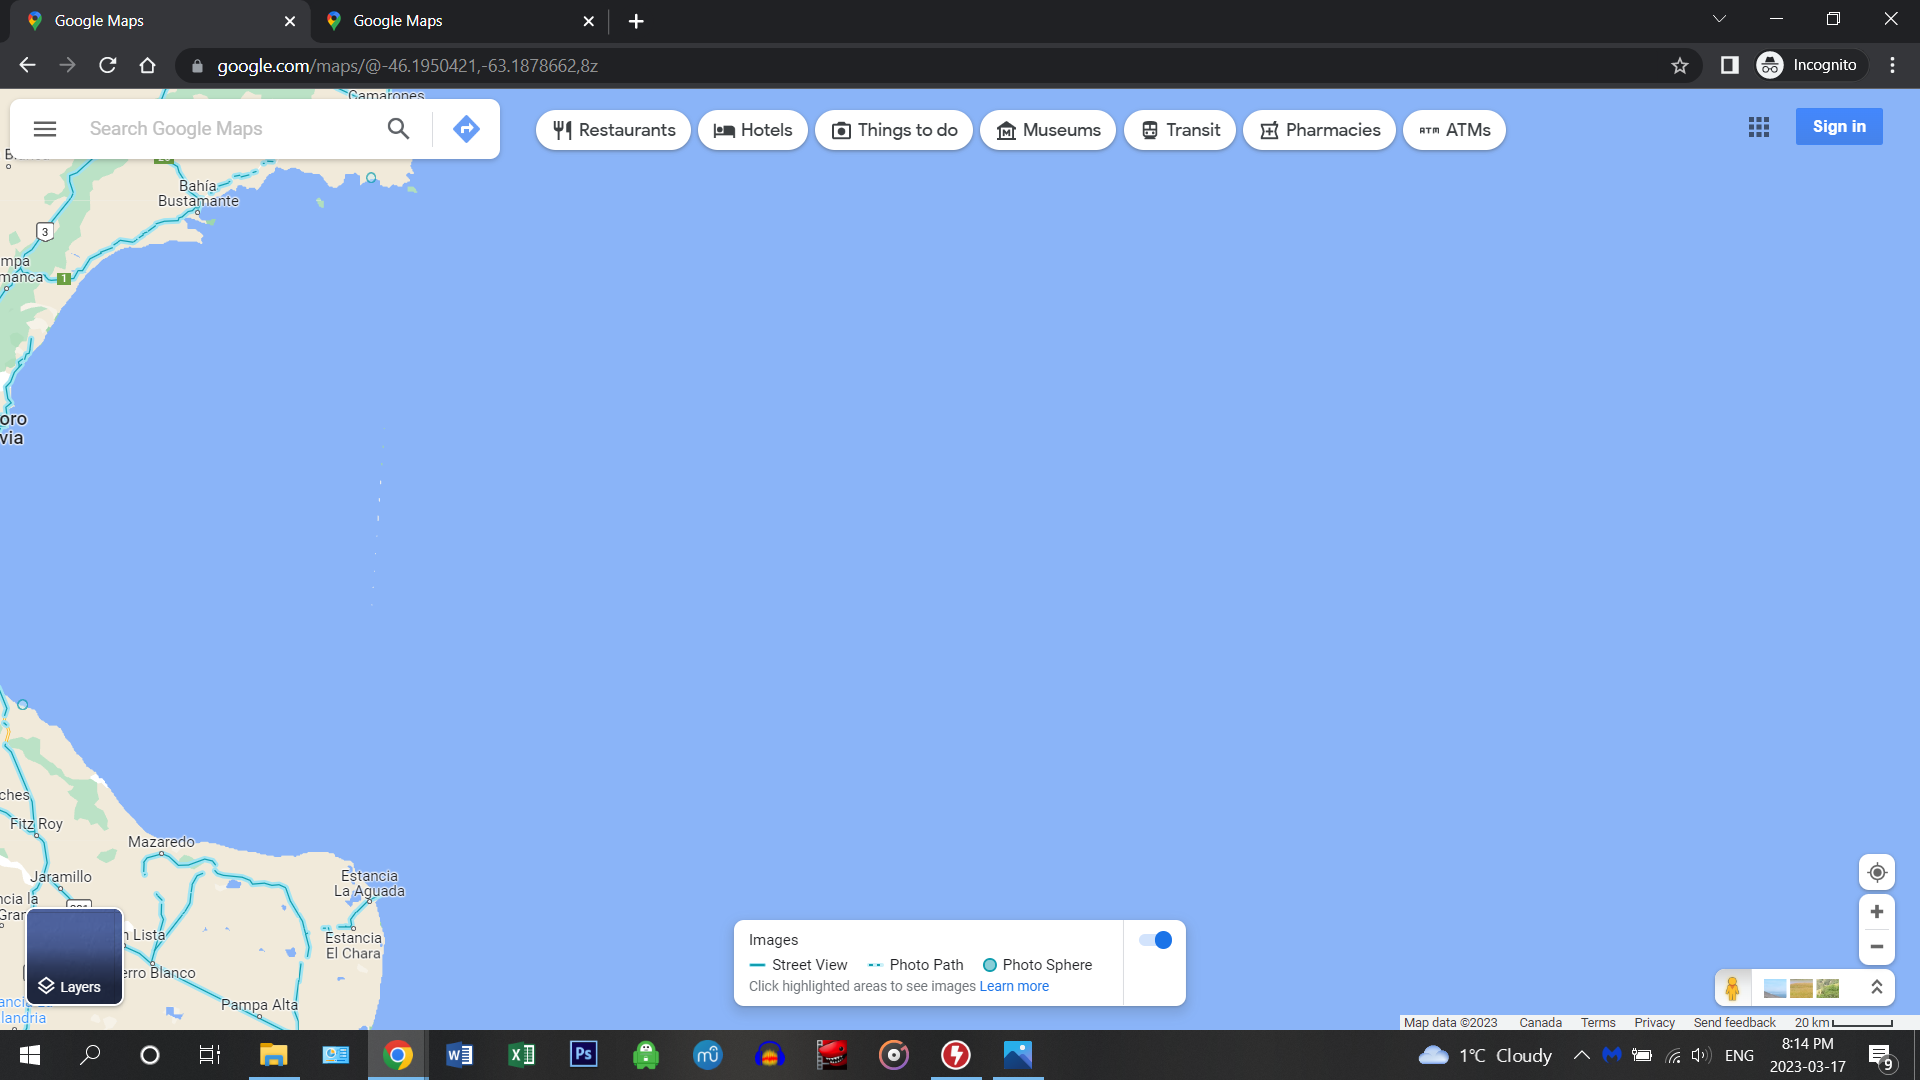 Google Maps
Google Maps
google.com/maps/@-46.1950421,-63.1878662,8z
Incognito
Search Google Maps
Restaurants
Hotels
Things to do
Museums
Transit
Pharmacies
ATM ATMs
Sign in
Camarones
Bahía
Bustamante
3
mpa
manca
1
oro
via
ches
Fitz Roy
Mazaredo
Jaramillo
Estancia
La Aguada
ncia la
Gran
n Lista
Estancia
El Chara
erro Blanco
Pampa Alta
landria
Layers
Images
Street View
Photo Path
Photo Sphere
Click highlighted areas to see images Learn more
Map data ©2023
Canada
Terms
Privacy
Send feedback
20 km
1°C Cloudy
ENG
8:14 PM
2023-03-17
9